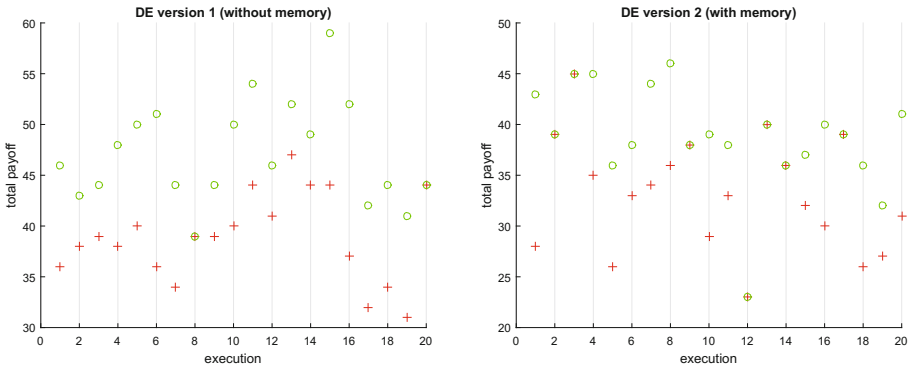 DE version 1 (without memory)
60
55
50
45
40
35
30
total payoff
0 2 4 6 8 10 12 14 16 18 20
execution
DE version 2 (with memory)
50
45
40
35
30
25
20
total payoff
0 2 4 6 8 10 12 14 16 18 20
execution